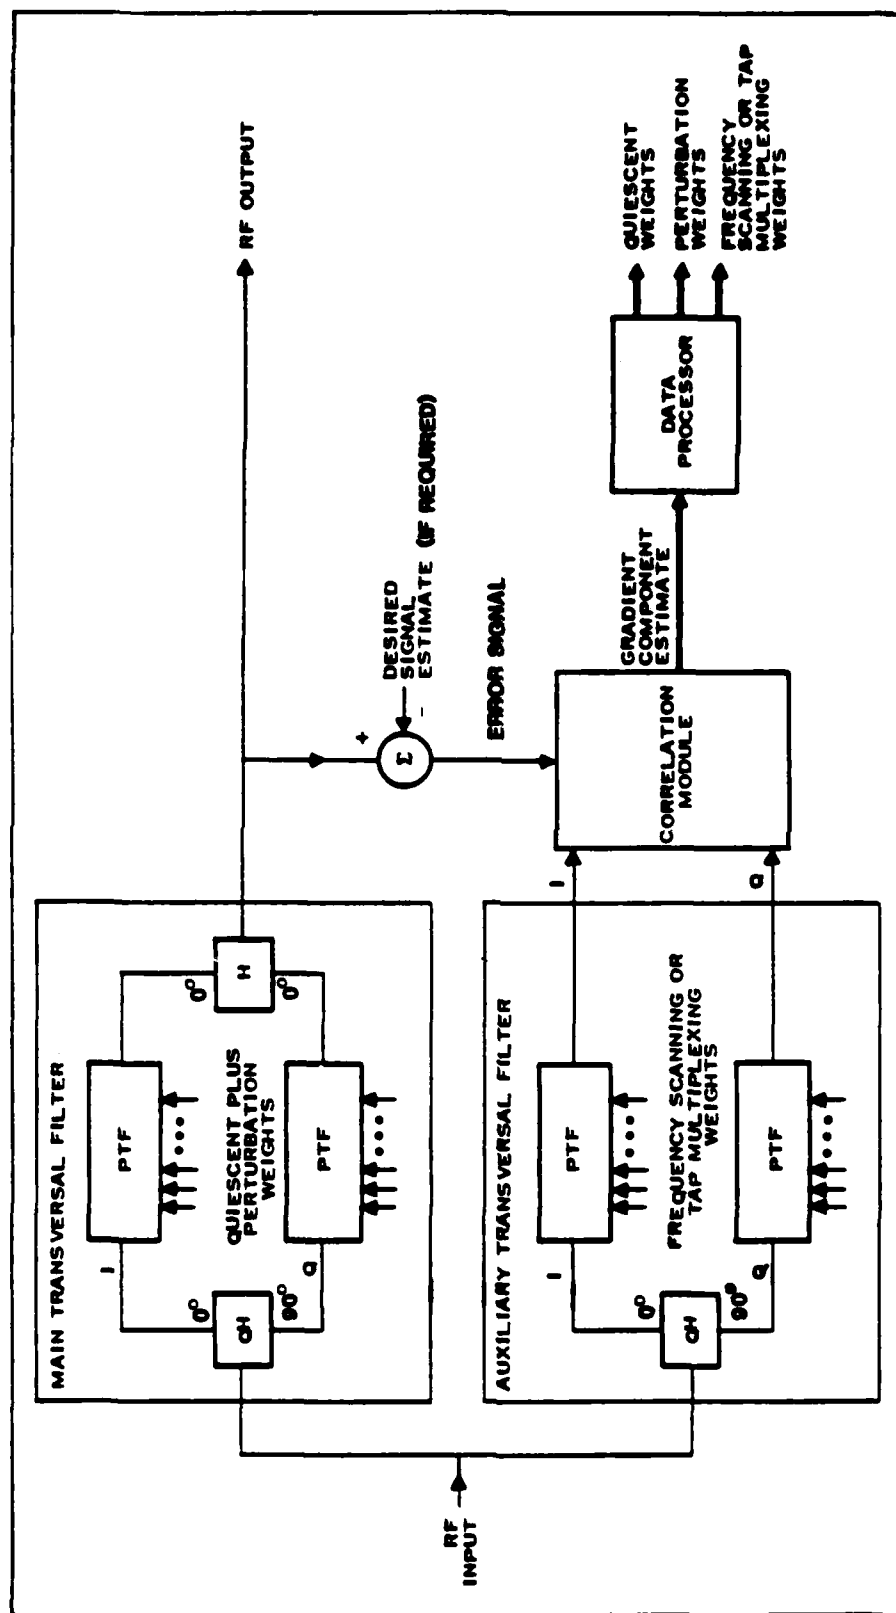 RF
INPUT
MAIN TRANSVERSAL FILTER
QH
0°
90°
I
Q
PTF
PTF
QUIESCENT PLUS
PERTURBATION
WEIGHTS
0°
0°
H
RF OUTPUT
+
Σ
-
DESIRED
SIGNAL
ESTIMATE (IF REQUIRED)
ERROR SIGNAL
AUXILIARY TRANSVERSAL FILTER
QH
0°
90°
I
Q
PTF
PTF
FREQUENCY SCANNING OR
TAP MULTIPLEXING
WEIGHTS
I
Q
CORRELATION
MODULE
GRADIENT
COMPONENT
ESTIMATE
DATA
PROCESSOR
QUIESCENT
WEIGHTS
PERTURBATION
WEIGHTS
FREQUENCY
SCANNING OR TAP
MULTIPLEXING
WEIGHTS